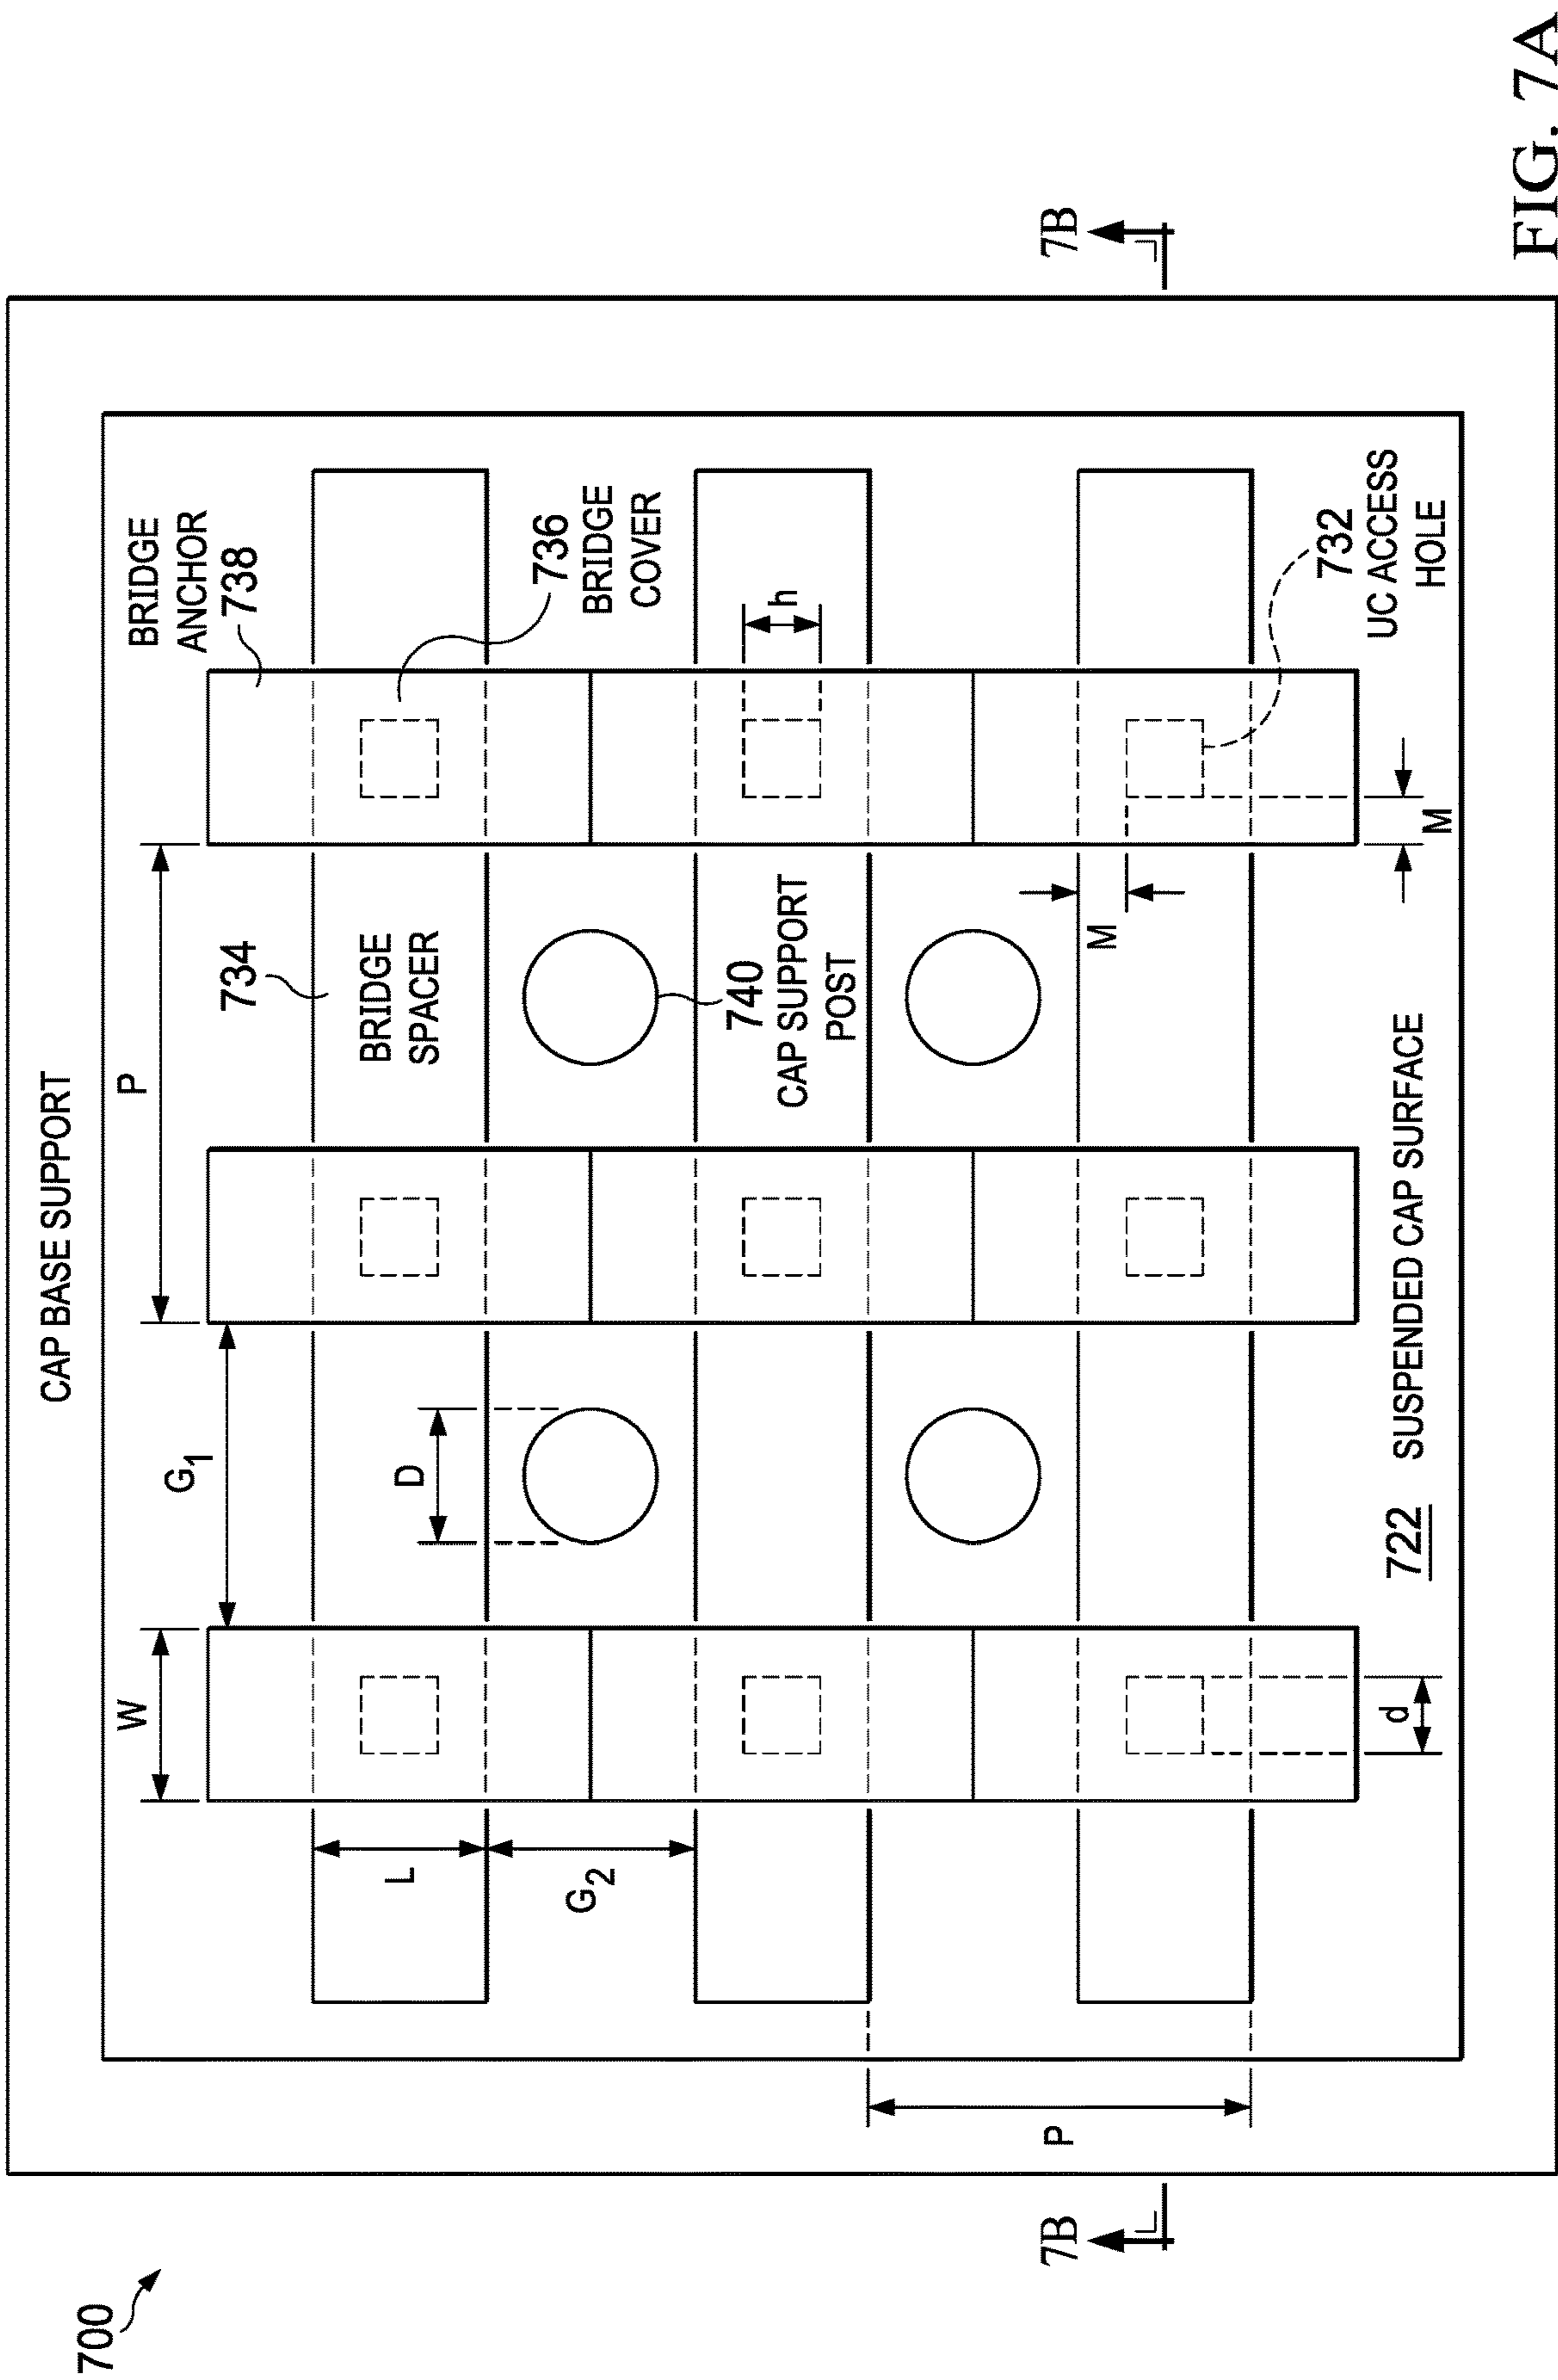 700
CAP BASE SUPPORT
W
P
G1
BRIDGE
ANCHOR
738
734
BRIDGE
SPACER
D
736
BRIDGE
COVER
L
G2
740
CAP SUPPORT
POST
h
P
M
7B
7B
732
UC ACCESS
HOLE
d
722 SUSPENDED CAP SURFACE
M
FIG. 7A